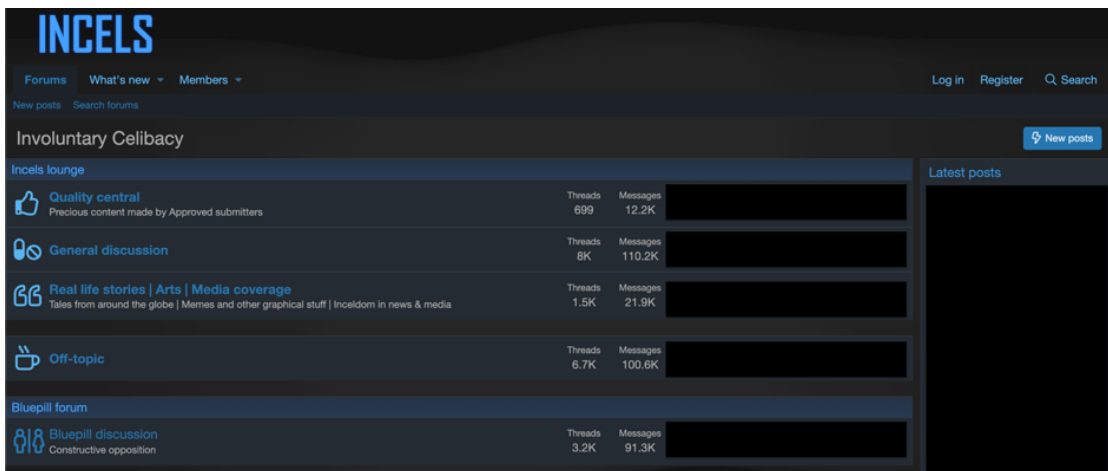 INCELS
Forums What's new Members Log in Register Search
New posts Search forums
Involuntary Celibacy New posts
Incels lounge
Quality central
Precious content made by Approved submitters
Threads Messages
699 12.2K
General discussion
Threads Messages
8K 110.2K
Real life stories | Arts | Media coverage
Tales from around the globe | Memes and other graphical stuff | Inceldom in news & media
Threads Messages
1.5K 21.9K
Off-topic
Threads Messages
6.7K 100.6K
Bluepill forum
Bluepill discussion
Constructive opposition
Threads Messages
3.2K 91.3K
Latest posts